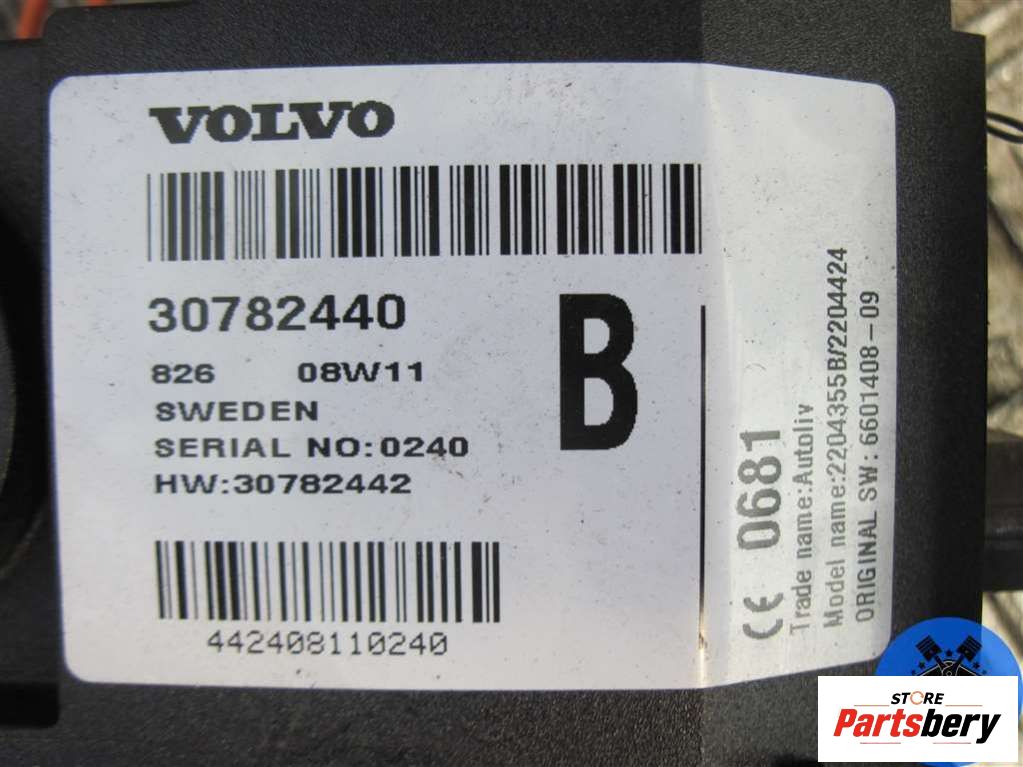 VOLVO
30782440
826 08W11
SWEDEN
SERIAL NO:0240
HW:30782442
442408110240
B
CE 0681
Trade name:Autoliv
Model name:2204355B/2204424
ORIGINAL SW:6601408-09
STORE
Partsbery